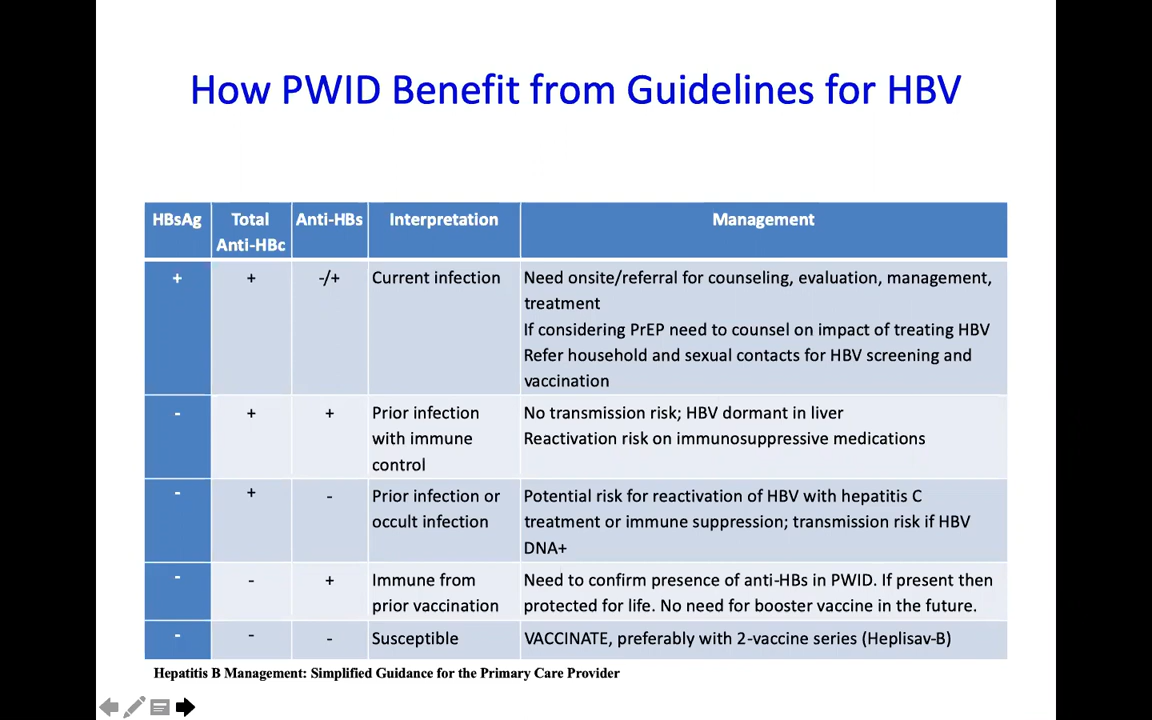 How PWID Benefit from Guidelines for HBV
HBsAg Total Anti-HBs Interpretation Management
Anti-HBc
+ + -/+ Current infection Need onsite/referral for counseling, evaluation, management,
treatment
If considering PrEP need to counsel on impact of treating HBV
Refer household and sexual contacts for HBV screening and
vaccination
- + + Prior infection No transmission risk; HBV dormant in liver
with immune Reactivation risk on immunosuppressive medications
control
- + - Prior infection or Potential risk for reactivation of HBV with hepatitis C
occult infection treatment or immune suppression; transmission risk if HBV
DNA+
- - + Immune from Need to confirm presence of anti-HBs in PWID. If present then
prior vaccination protected for life. No need for booster vaccine in the future.
- - - Susceptible VACCINATE, preferably with 2-vaccine series (Heplisav-B)
Hepatitis B Management: Simplified Guidance for the Primary Care Provider